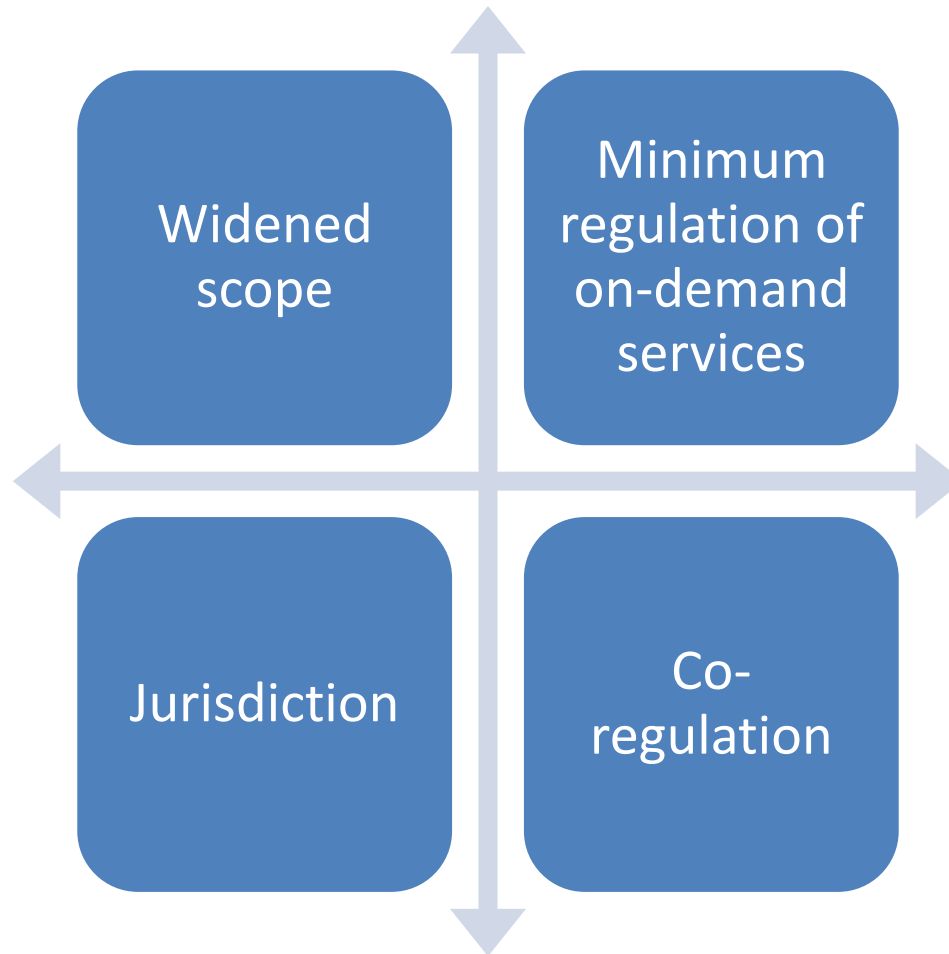 Widened
scope
Minimum
regulation of
on-demand
services
Jurisdiction
Co-
regulation